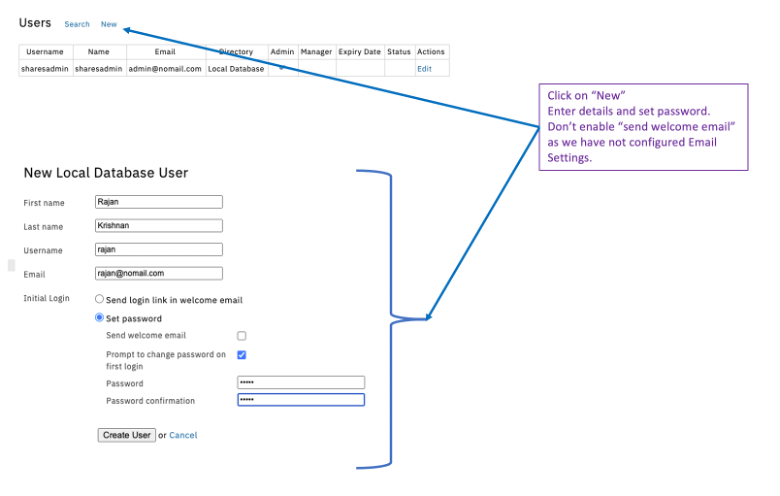 Users Search New
Username Name Email Directory Admin Manager Expiry Date Status Actions
sharesadmin sharesadmin admin@nomail.com Local Database Edit
Click on “New”
Enter details and set password.
Don’t enable “send welcome email”
as we have not configured Email
Settings.
New Local Database User
First name Rajan
Last name Krishnan
Username rajan
Email rajan@nomail.com
Initial Login Send login link in welcome email
Set password
Send welcome email
Prompt to change password on
first login
Password •••••
Password confirmation •••••
Create User or Cancel